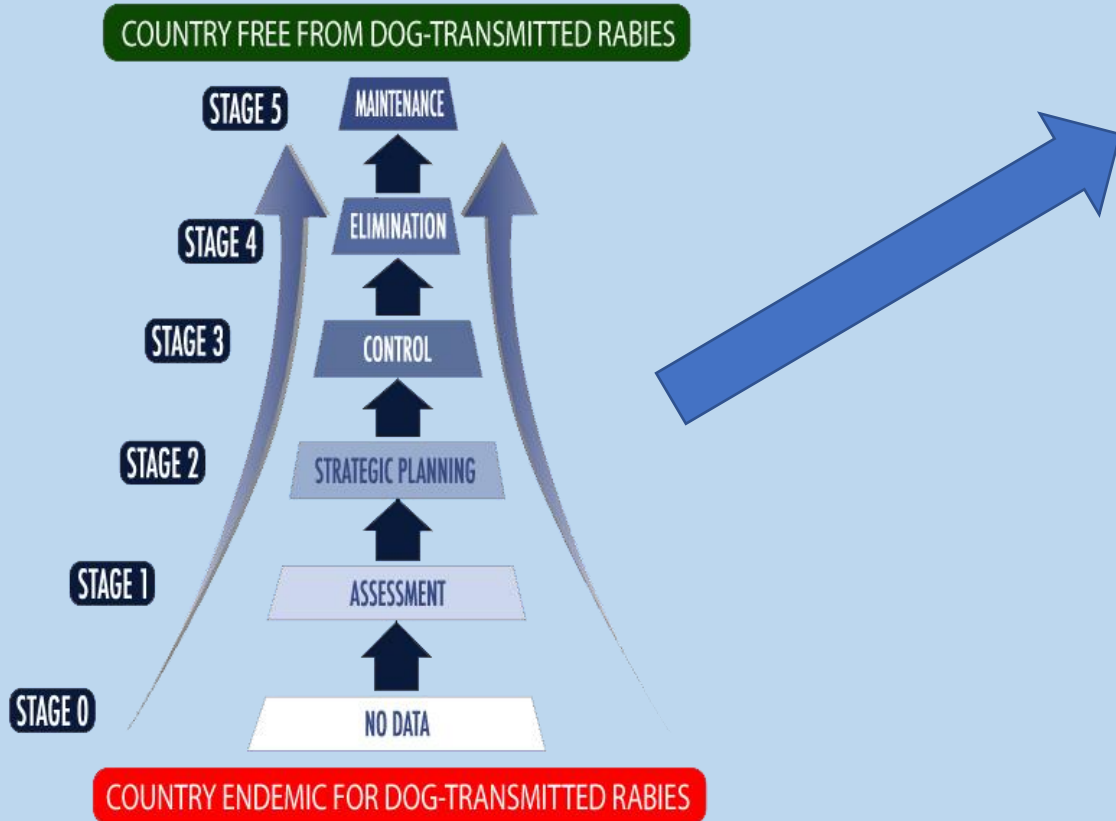 COUNTRY FREE FROM DOG-TRANSMITTED RABIES
STAGE 5
MAINTENANCE
STAGE 4
ELIMINATION
STAGE 3
CONTROL
STAGE 2
STRATEGIC PLANNING
STAGE 1
ASSESSMENT
STAGE 0
NO DATA
COUNTRY ENDEMIC FOR DOG-TRANSMITTED RABIES